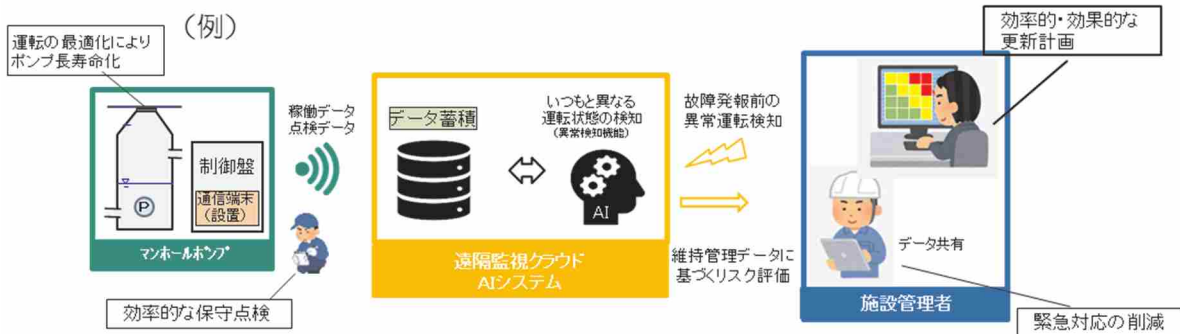 (例)
運転の最適化により
ポンプ長寿命化
制御盤
通信端末
(設置)
P
マンホールポンプ
効率的な保守点検
稼働データ
点検データ
データ蓄積
いつもと異なる
運転状態の検知
(異常検知機能)
AI
遠隔監視クラウド
AIシステム
故障発報前の
異常運転検知
維持管理データに
基づくリスク評価
効率的・効果的な
更新計画
データ共有
施設管理者
緊急対応の削減